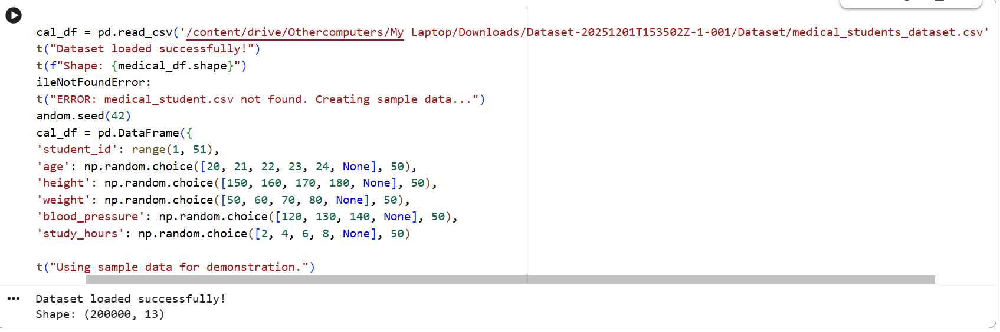 cal_df = pd.read_csv('/content/drive/Othercomputers/My Laptop/Downloads/Dataset-20251201T153502Z-1-001/Dataset/medical_students_dataset.csv'
t("Dataset loaded successfully!")
t(f"Shape: {medical_df.shape}")
ileNotFoundError:
t("ERROR: medical_student.csv not found. Creating sample data...")
andom.seed(42)
cal_df = pd.DataFrame({
'student_id': range(1, 51),
'age': np.random.choice([20, 21, 22, 23, 24, None], 50),
'height': np.random.choice([150, 160, 170, 180, None], 50),
'weight': np.random.choice([50, 60, 70, 80, None], 50),
'blood_pressure': np.random.choice([120, 130, 140, None], 50),
'study_hours': np.random.choice([2, 4, 6, 8, None], 50)
t("Using sample data for demonstration.")
Dataset loaded successfully!
Shape: (200000, 13)